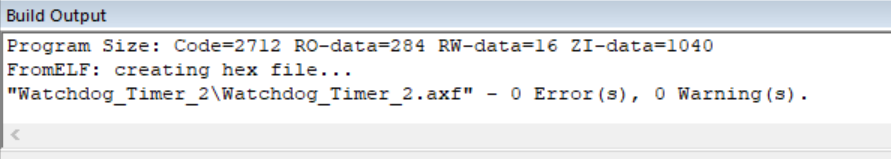 Build Output
Program Size: Code=2712 RO-data=284 RW-data=16 ZI-data=1040
FromELF: creating hex file...
"Watchdog_Timer_2\Watchdog_Timer_2.axf" - 0 Error(s), 0 Warning(s).